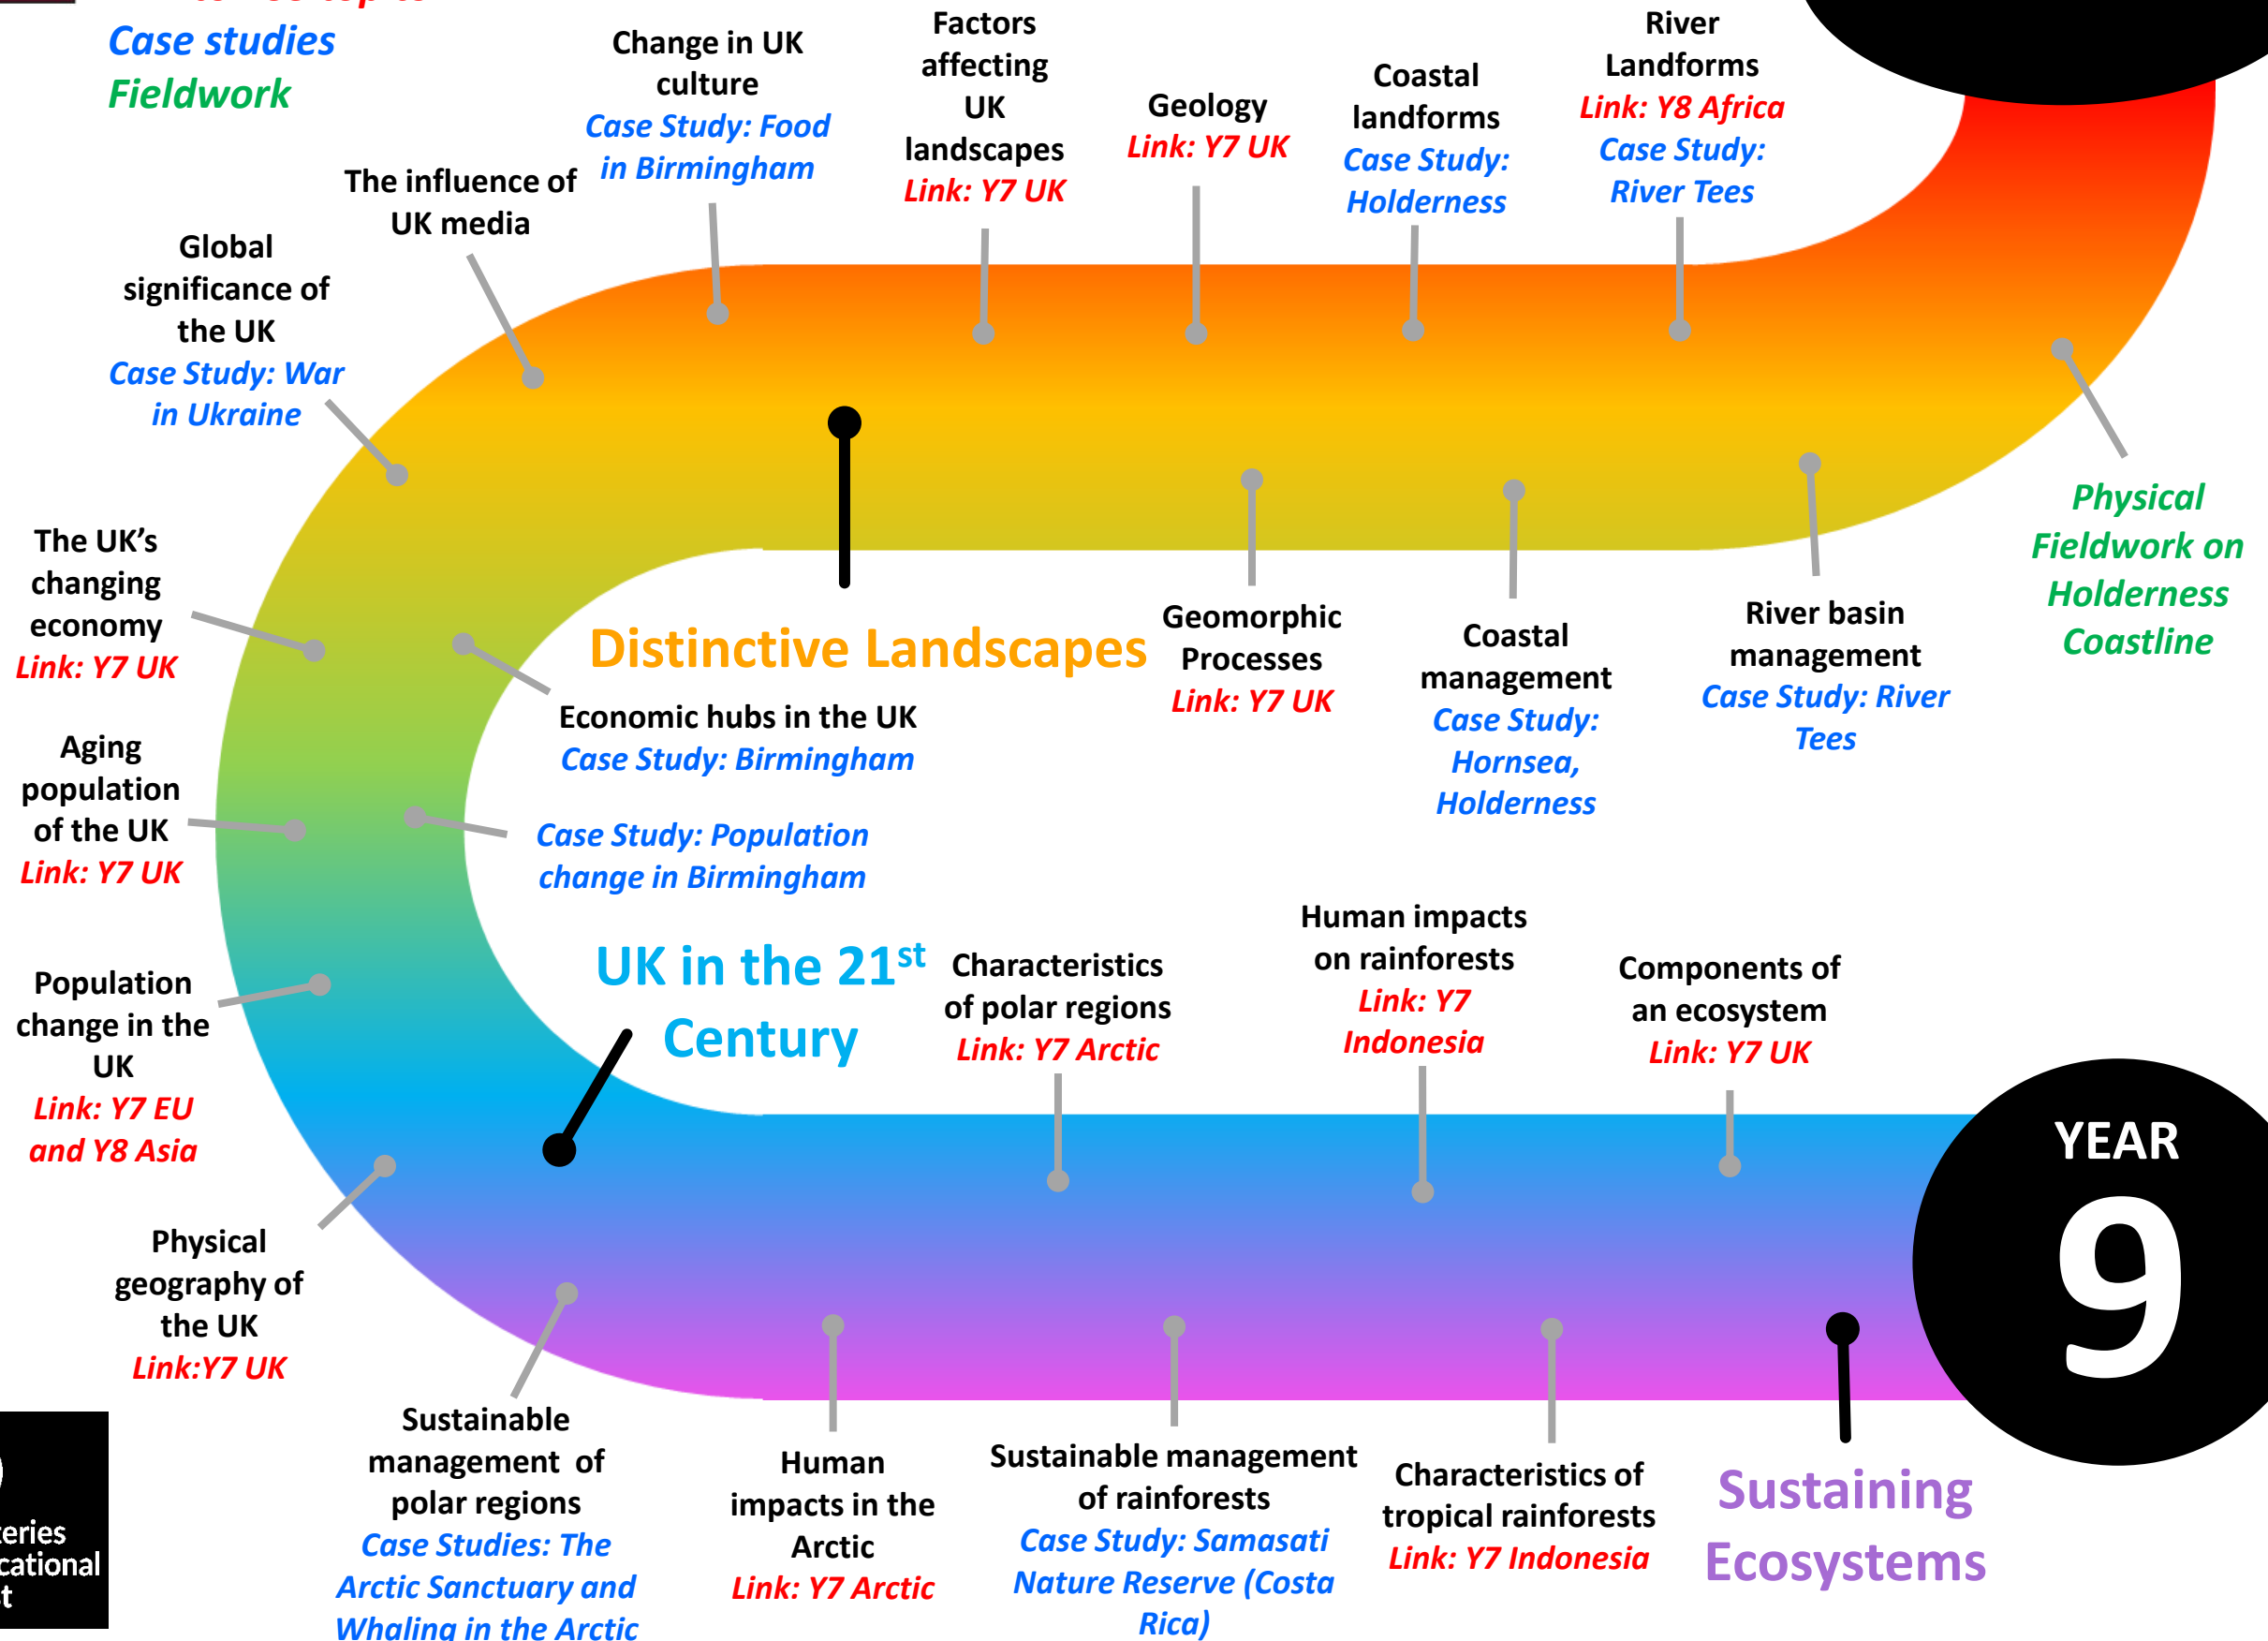 Case studies
Fieldwork
Change in UK
culture
Case Study: Food
in Birmingham
Factors
affecting
UK
landscapes
Link: Y7 UK
Geology
Link: Y7 UK
Coastal
landforms
Case Study:
Holderness
River
Landforms
Link: Y8 Africa
Case Study:
River Tees
The influence of
UK media
Global
significance of
the UK
Case Study: War
in Ukraine
The UK’s
changing
economy
Link: Y7 UK
Distinctive Landscapes
Geomorphic
Processes
Link: Y7 UK
Coastal
management
Case Study:
Hornsea,
Holderness
River basin
management
Case Study: River
Tees
Physical
Fieldwork on
Holderness
Coastline
Economic hubs in the UK
Case Study: Birmingham
Aging
population
of the UK
Link: Y7 UK
Case Study: Population
change in Birmingham
Population
change in the
UK
Link: Y7 EU
and Y8 Asia
UK in the 21st
Century
Characteristics
of polar regions
Link: Y7 Arctic
Human impacts
on rainforests
Link: Y7
Indonesia
Components of
an ecosystem
Link: Y7 UK
YEAR
9
Physical
geography of
the UK
Link:Y7 UK
Sustainable
management of
polar regions
Case Studies: The
Arctic Sanctuary and
Whaling in the Arctic
Human
impacts in the
Arctic
Link: Y7 Arctic
Sustainable management
of rainforests
Case Study: Samasati
Nature Reserve (Costa
Rica)
Characteristics of
tropical rainforests
Link: Y7 Indonesia
Sustaining
Ecosystems